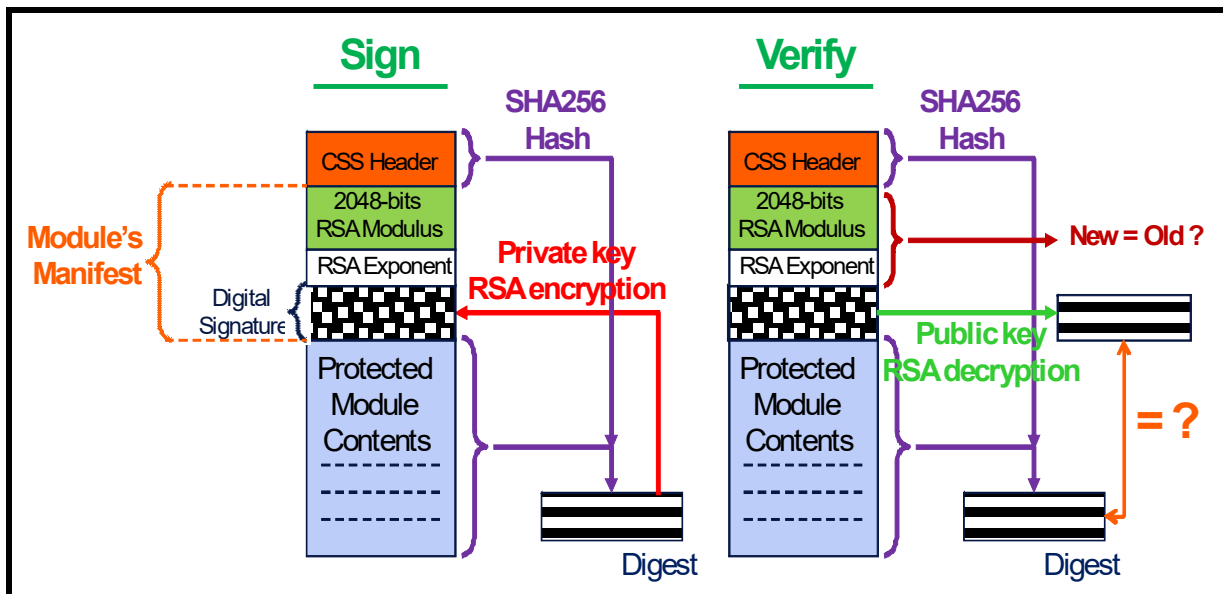 Sign
SHA256
Hash
CSS Header
2048-bits
RSA Modulus
RSA Exponent
Module's
Manifest
Digital
Signature
Private key
RSA encryption
Protected
Module
Contents
Digest
Verify
SHA256
Hash
CSS Header
2048-bits
RSA Modulus
RSA Exponent
New = Old ?
Public key
RSA decryption
Protected
Module
Contents
= ?
Digest